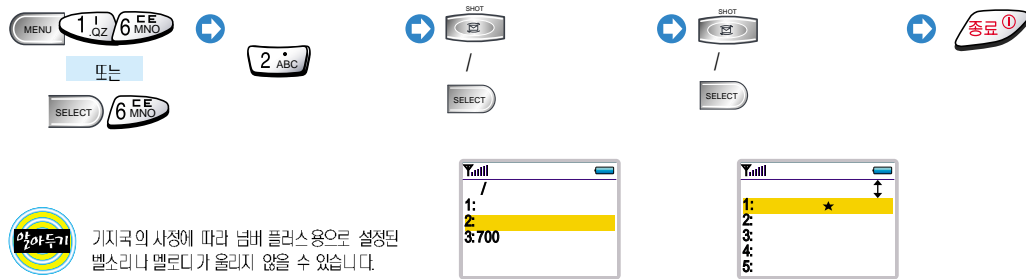 MENU 1 .QZ 6 ㄷㅌ MNO
또는
SELECT 6 ㄷㅌ MNO
2 · ABC
SHOT
/
SELECT
SHOT
/
SELECT
종료
/
1:
2:
3:700
1: ★
2:
3:
4:
5:
알아두기
기지국의 사정에 따라 넘버 플러스용으로 설정된
벨소리나 멜로디가 울리지 않을 수 있습니다.